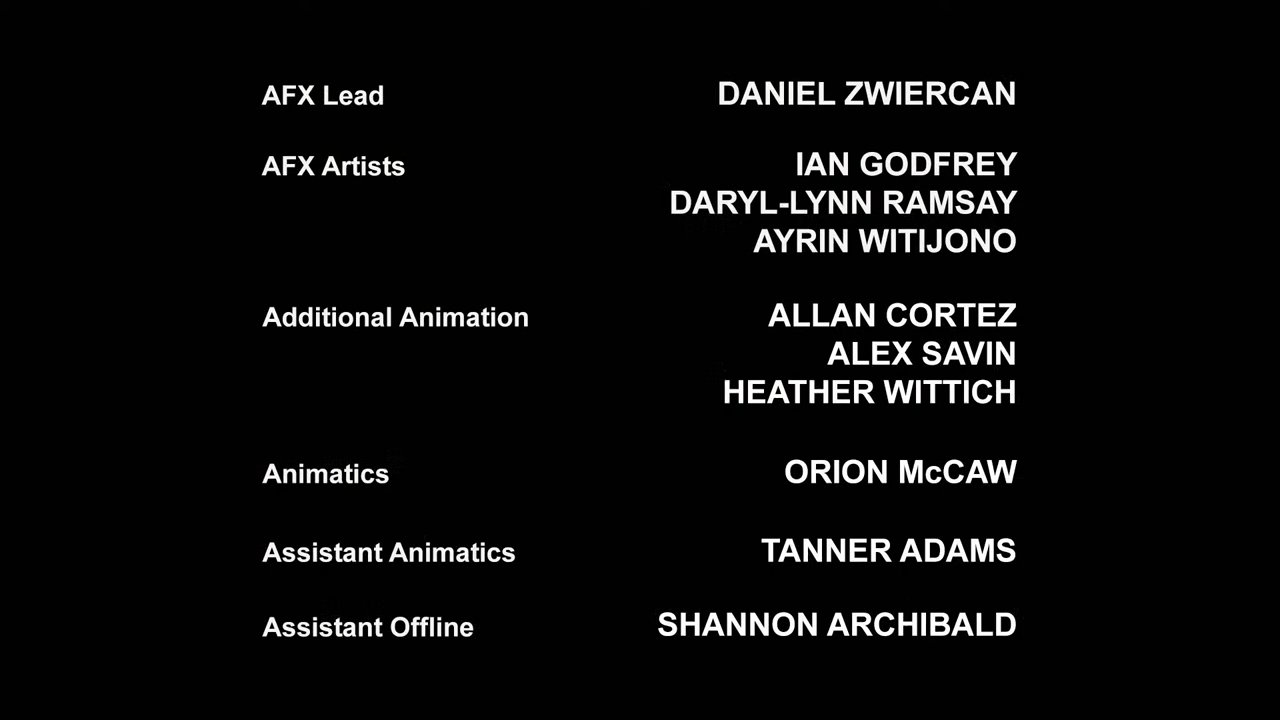 AFX Lead DANIEL ZWIERCAN
AFX Artists IAN GODFREY
DARYL-LYNN RAMSAY
AYRIN WITIJONO
Additional Animation ALLAN CORTEZ
ALEX SAVIN
HEATHER WITTICH
Animatics ORION McCAW
Assistant Animatics TANNER ADAMS
Assistant Offline SHANNON ARCHIBALD